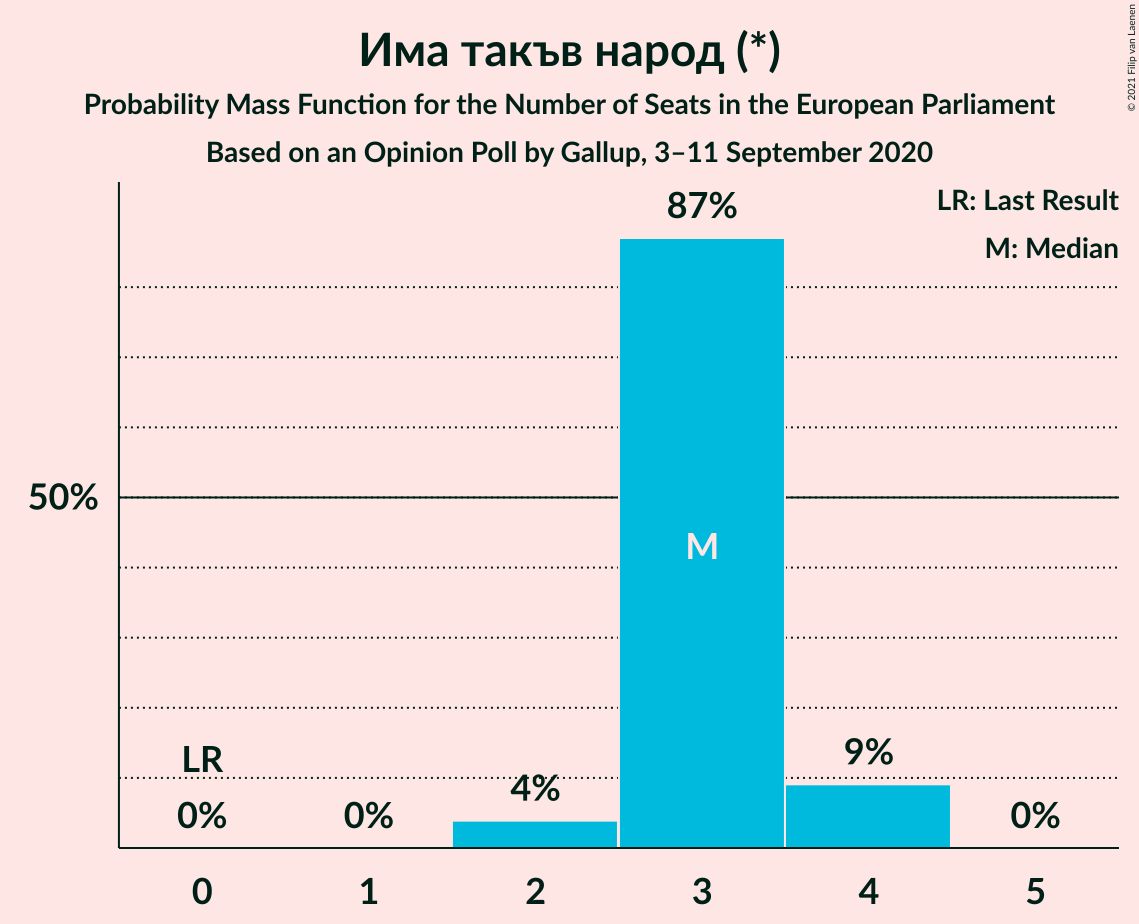 Има такъв народ (*)
Probability Mass Function for the Number of Seats in the European Parliament
Based on an Opinion Poll by Gallup, 3–11 September 2020
© 2021 Filip van Laenen
LR: Last Result
M: Median
87%
50%
M
LR
0%
0%
4%
9%
0%
0
1
2
3
4
5